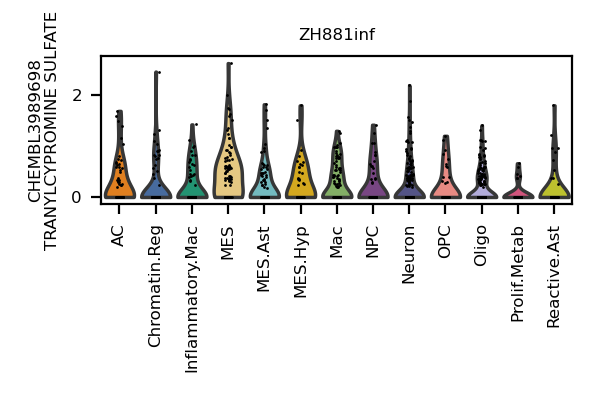 ZH881inf
CHEMBL3989698
TRANYLCYPROMINE SULFATE
2
0
AC
Chromatin.Reg
Inflammatory.Mac
MES
MES.Ast
MES.Hyp
Mac
NPC
Neuron
OPC
Oligo
Prolif.Metab
Reactive.Ast